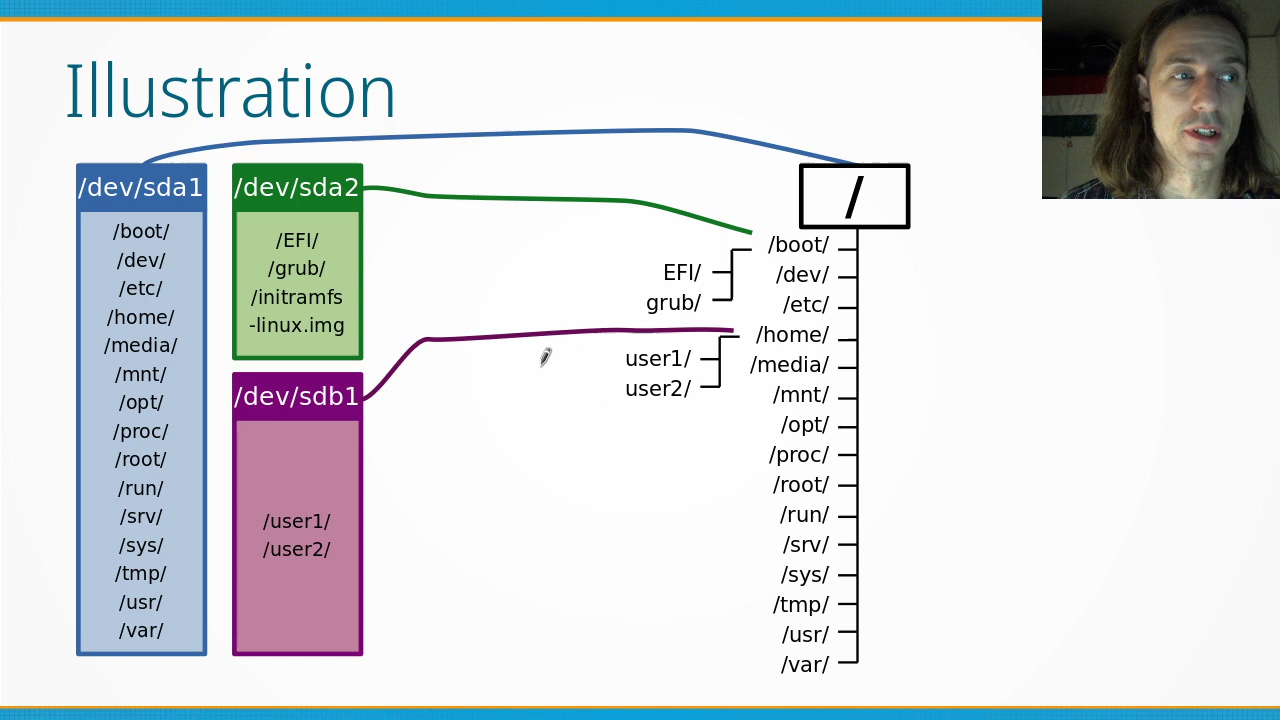 Illustration
/dev/sda1
/boot/
/dev/
/etc/
/home/
/media/
/mnt/
/opt/
/proc/
/root/
/run/
/srv/
/sys/
/tmp/
/usr/
/var/
/dev/sda2
/EFI/
/grub/
/initramfs
-linux.img
/dev/sdb1
/user1/
/user2/
/
/boot/
EFI/
grub/
/dev/
/etc/
/home/
user1/
user2/
/media/
/mnt/
/opt/
/proc/
/root/
/run/
/srv/
/sys/
/tmp/
/usr/
/var/